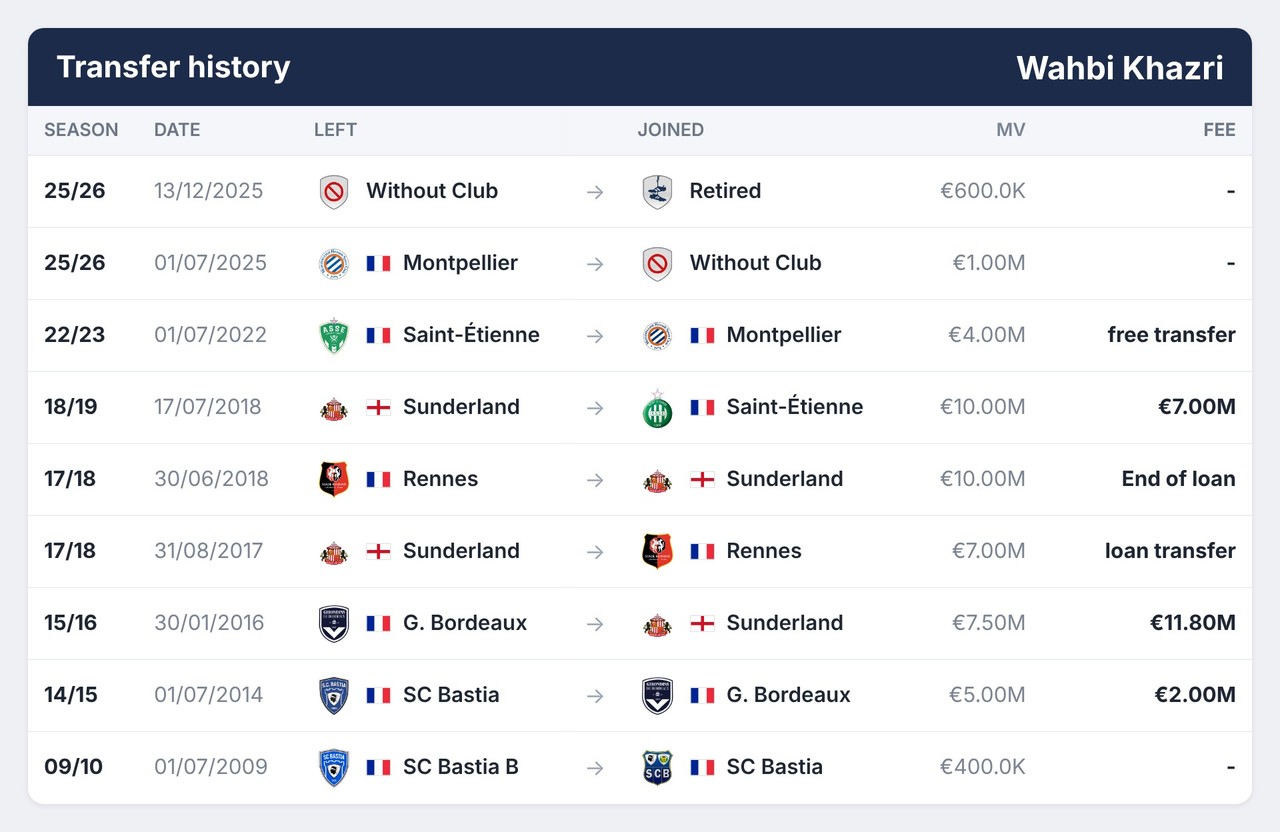 Transfer history Wahbi Khazri
SEASON DATE LEFT JOINED MV FEE
25/26 13/12/2025 Without Club → Retired €600.0K -
25/26 01/07/2025 Montpellier → Without Club €1.00M -
22/23 01/07/2022 Saint-Étienne → Montpellier €4.00M free transfer
18/19 17/07/2018 Sunderland → Saint-Étienne €10.00M €7.00M
17/18 30/06/2018 Rennes → Sunderland €10.00M End of loan
17/18 31/08/2017 Sunderland → Rennes €7.00M loan transfer
15/16 30/01/2016 G. Bordeaux → Sunderland €7.50M €11.80M
14/15 01/07/2014 SC Bastia → G. Bordeaux €5.00M €2.00M
09/10 01/07/2009 SC Bastia B → SC Bastia €400.0K -